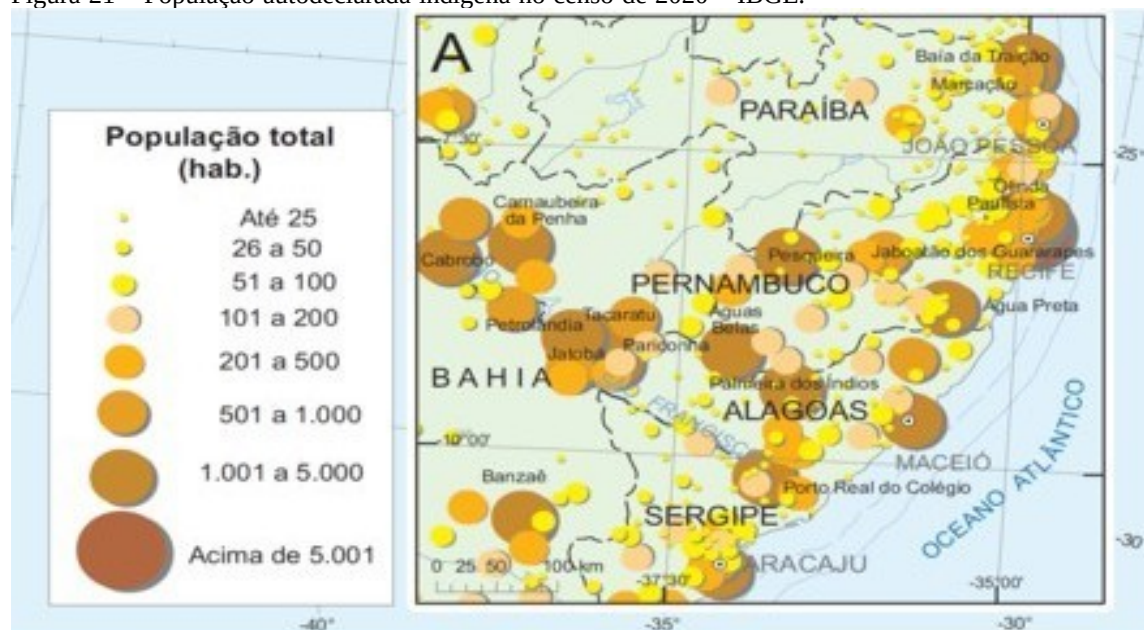 Figura 21 – População autodeclarada indígena no censo de 2020 – IBGE.
População total
(hab.)
Até 25
26 a 50
51 a 100
101 a 200
201 a 500
501 a 1.000
1.001 a 5.000
Acima de 5.001
A
Baía da Traição
Marcação
PARAÍBA
JOÃO PESSOA
7°30'
-25°
Olinda
Paulista
Carnaubeira
da Penha
Cabrobó
Pesqueira
Jaboatão dos Guararapes
RECIFE
PERNAMBUCO
Água Preta
Petrolândia
Tacaratu
Águas
Belas
Jatobá
Pariconha
BAHIA
Palmeira dos Índios
ALAGOAS
FRANCISCO
-10°00'
MACEIÓ
OCEANO ATLÂNTICO
Banzaê
Porto Real do Colégio
SERGIPE
ARACAJU
0 25 50 100 km
-37°30'
-35°00'
-30
-40°
-35°
-30°